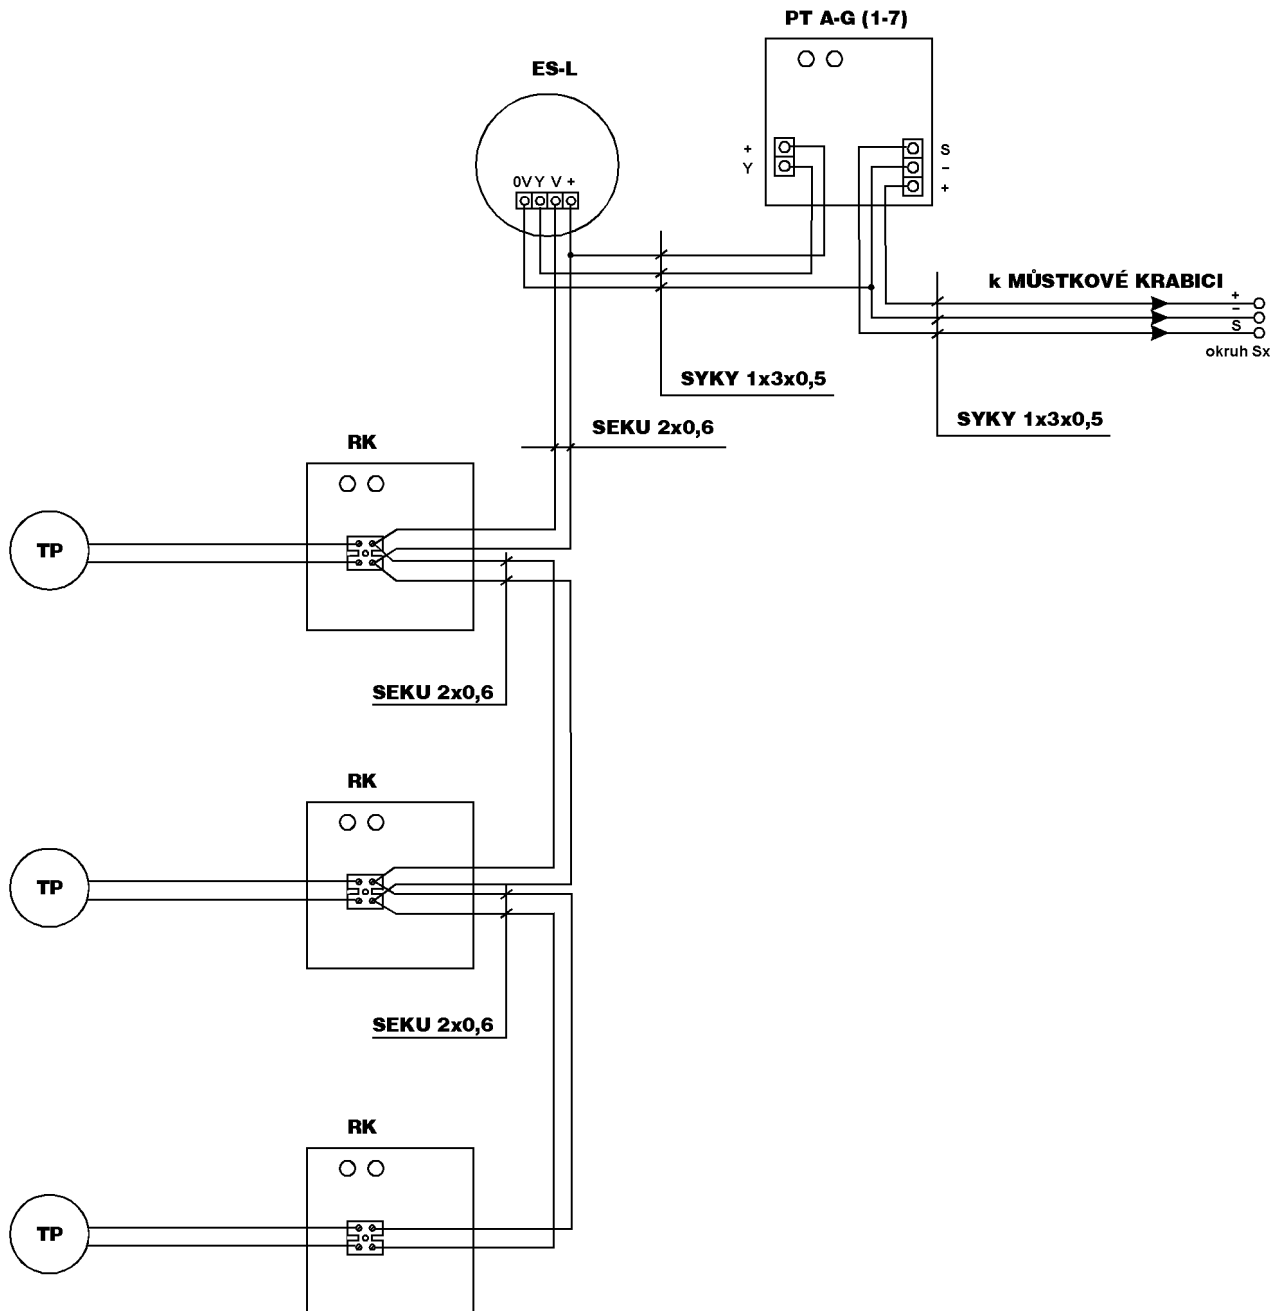 PT A-G (1-7)
ES-L
+
Y
S
–
+
0V Y V +
k MŮSTKOVÉ KRABICI
+
–
S
okruh Sx
SYKY 1x3x0,5
SYKY 1x3x0,5
SEKU 2x0,6
RK
TP
SEKU 2x0,6
RK
TP
SEKU 2x0,6
RK
TP